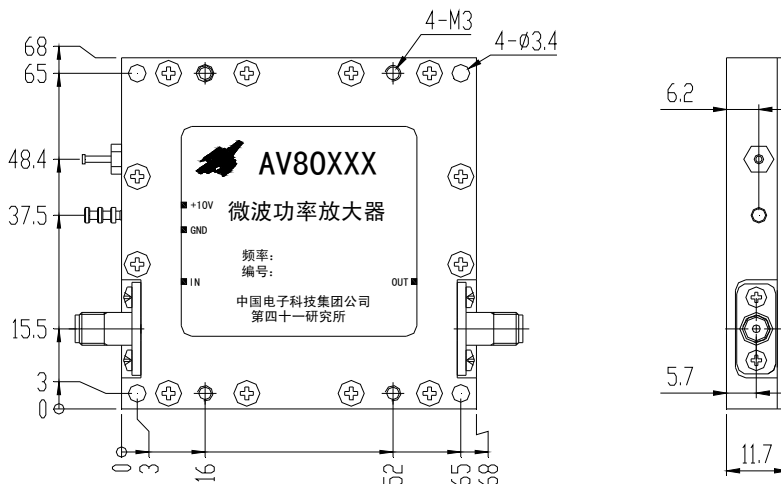 4-M3
4-ø3.4
68
65
48.4
37.5
15.5
3
0
AV80XXX
+10V
微波功率放大器
GND
频率:
编号:
IN
OUT
中国电子科技集团公司
第四十一研究所
0
3
16
52
65
68
6.2
5.7
11.7